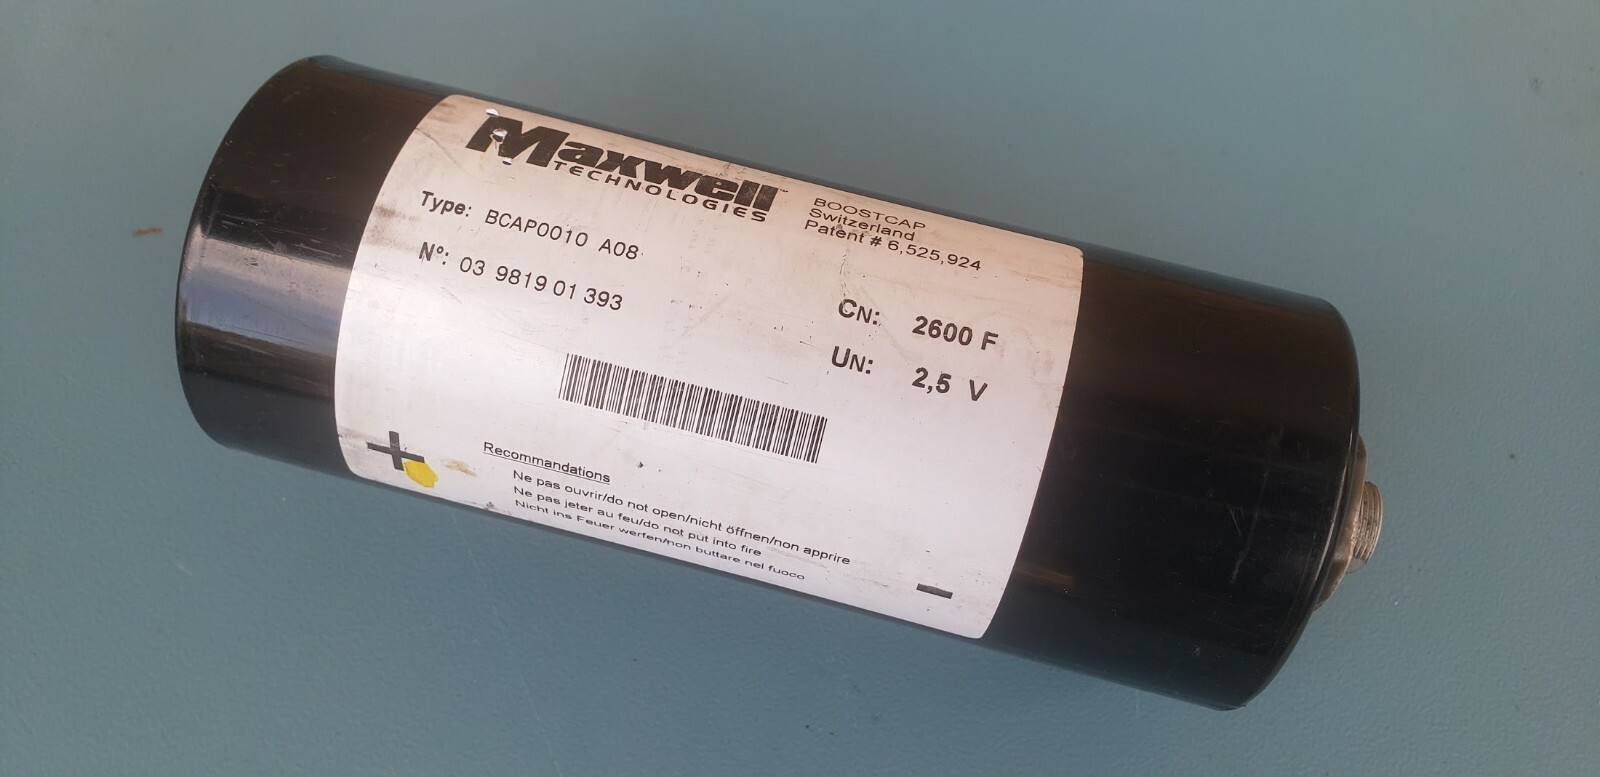 Maxwell™
TECHNOLOGIES
BOOSTCAP
Switzerland
Patent # 6,525,924
Type: BCAP0010 A08
N°: 03 9819 01 393
CN: 2600 F
UN: 2,5 V
+
Recommandations
Ne pas ouvrir/do not open/nicht öffnen/non apprire
Ne pas jeter au feu/do not put into fire
Nicht ins Feuer werfen/non buttare nel fuoco
-